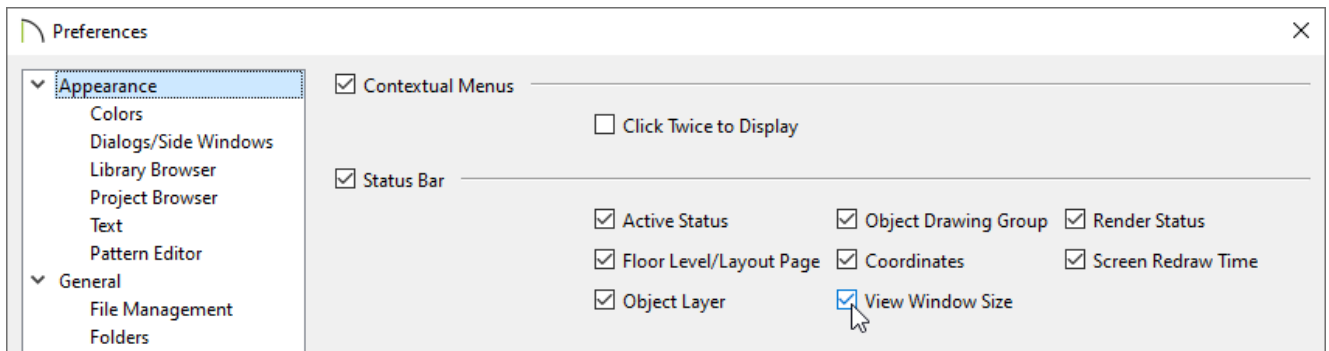 Preferences
Appearance
Colors
Dialogs/Side Windows
Library Browser
Project Browser
Text
Pattern Editor
General
File Management
Folders
Contextual Menus
Click Twice to Display
Status Bar
Active Status Object Drawing Group Render Status
Floor Level/Layout Page Coordinates Screen Redraw Time
Object Layer View Window Size